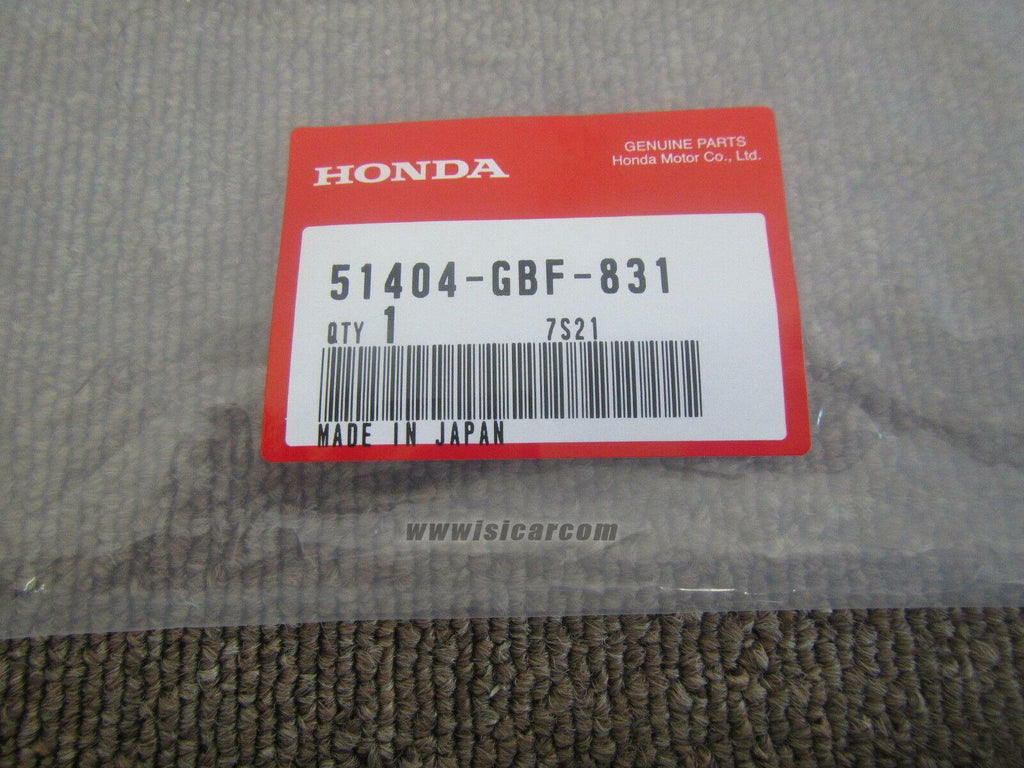 HONDA
GENUINE PARTS
Honda Motor Co., Ltd.
51404-GBF-831
QTY 1 7S21
MADE IN JAPAN
wwwisicarcom